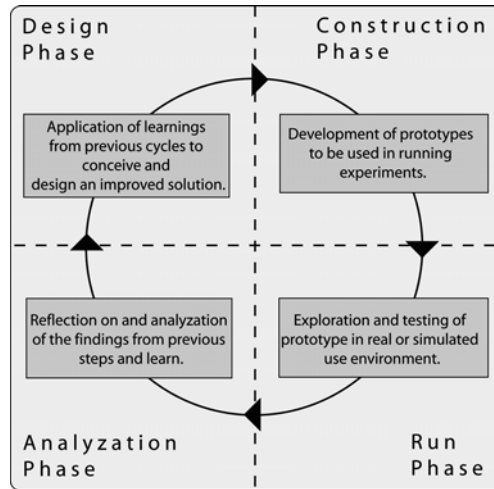 Design
Phase
Construction
Phase
Application of learnings
from previous cycles to
conceive and
design an improved solution.
Development of prototypes
to be used in running
experiments.
Reflection on and analyzation
of the findings from previous
steps and learn.
Exploration and testing of
prototype in real or simulated
use environment.
Analyzation
Phase
Run
Phase